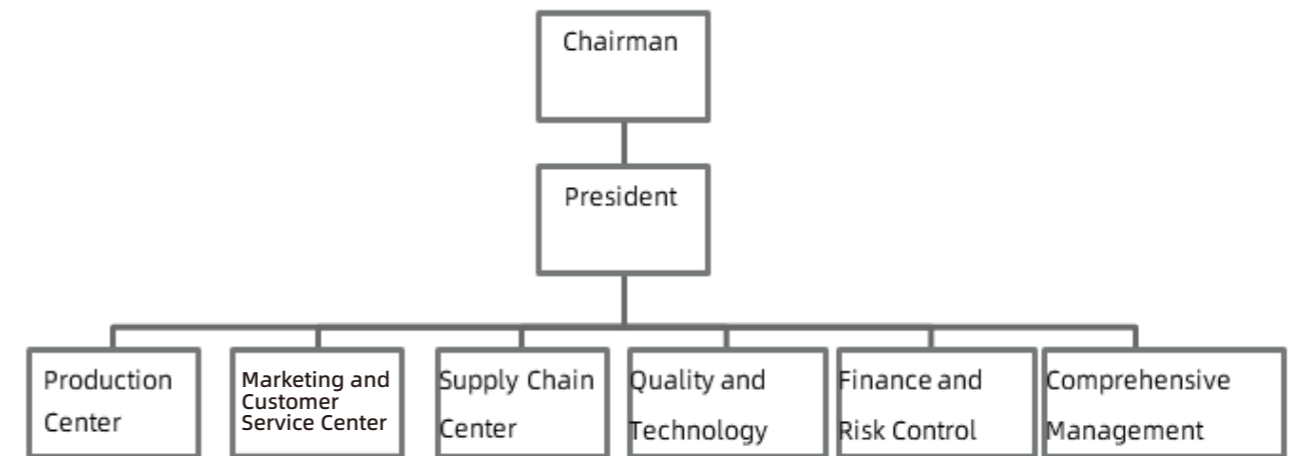 Chairman
President
Production
Center
Marketing and
Customer
Service Center
Supply Chain
Center
Quality and
Technology
Finance and
Risk Control
Comprehensive
Management